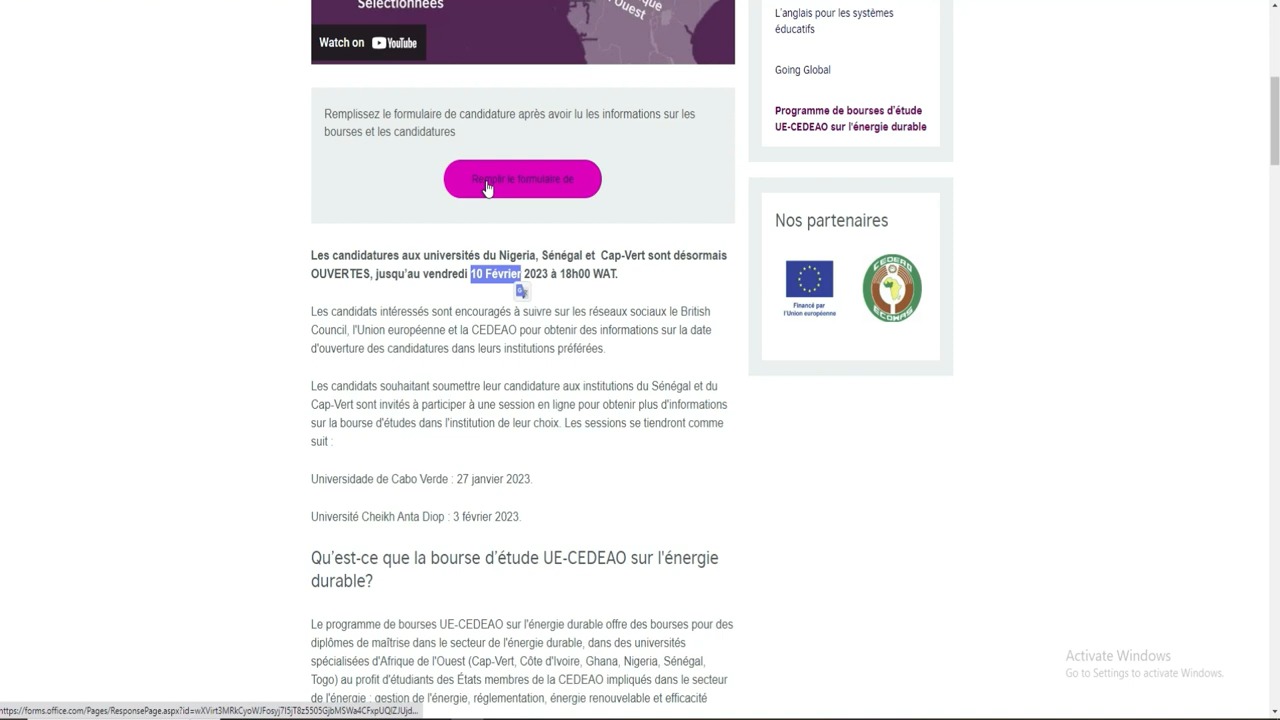 Sélectionnées
Ouest
Watch on YouTube
Remplissez le formulaire de candidature après avoir lu les informations sur les
bourses et les candidatures
Remplir le formulaire de
Les candidatures aux universités du Nigeria, Sénégal et Cap-Vert sont désormais
OUVERTES, jusqu'au vendredi 10 Février 2023 à 18h00 WAT.
Les candidats intéressés sont encouragés à suivre sur les réseaux sociaux le British
Council, l'Union européenne et la CEDEAO pour obtenir des informations sur la date
d'ouverture des candidatures dans leurs institutions préférées.
Les candidats souhaitant soumettre leur candidature aux institutions du Sénégal et du
Cap-Vert sont invités à participer à une session en ligne pour obtenir plus d'informations
sur la bourse d'études dans l'institution de leur choix. Les sessions se tiendront comme
suit :
Universidade de Cabo Verde : 27 janvier 2023.
Université Cheikh Anta Diop : 3 février 2023.
Qu'est-ce que la bourse d'étude UE-CEDEAO sur l'énergie
durable?
Le programme de bourses UE-CEDEAO sur l'énergie durable offre des bourses pour des
diplômes de maîtrise dans le secteur de l'énergie durable, dans des universités
spécialisées d'Afrique de l'Ouest (Cap-Vert, Côte d'Ivoire, Ghana, Nigeria, Sénégal,
Togo) au profit d'étudiants des États membres de la CEDEAO impliqués dans le secteur
de l'énergie : gestion de l'énergie, réglementation, énergie renouvelable et efficacité
L'anglais pour les systèmes
éducatifs
Going Global
Programme de bourses d'étude
UE-CEDEAO sur l'énergie durable
Nos partenaires
Financé par
l'Union européenne
CEDEAO
ECOWAS
Activate Windows
Go to Settings to activate Windows.